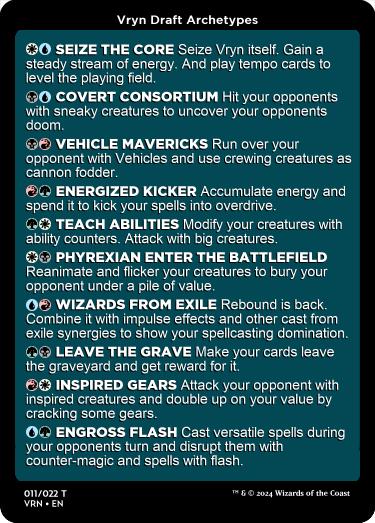 Vryn Draft Archetypes
SEIZE THE CORE Seize Vryn itself. Gain a
steady stream of energy. And play tempo cards to
level the playing field.
COVERT CONSORTIUM Hit your opponents
with sneaky creatures to uncover your opponents
doom.
VEHICLE MAVERICKS Run over your
opponent with Vehicles and use crewing creatures as
cannon fodder.
ENERGIZED KICKER Accumulate energy and
spend it to kick your spells into overdrive.
TEACH ABILITIES Modify your creatures with
ability counters. Attack with big creatures.
PHYREXIAN ENTER THE BATTLEFIELD
Reanimate and flicker your creatures to bury your
opponent under a pile of value.
WIZARDS FROM EXILE Rebound is back.
Combine it with impulse effects and other cast from
exile synergies to show your spellcasting domination.
LEAVE THE GRAVE Make your cards leave
the graveyard and get reward for it.
INSPIRED GEARS Attack your opponent with
inspired creatures and double up on your value by
cracking some gears.
ENGROSS FLASH Cast versatile spells during
your opponents turn and disrupt them with
counter-magic and spells with flash.
011/022 T
VRN • EN
™ & © 2024 Wizards of the Coast